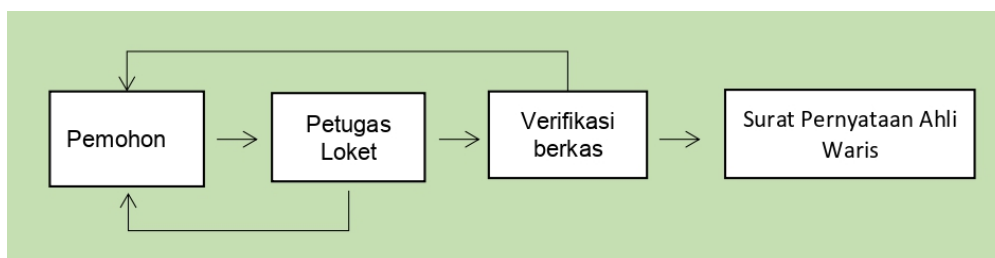 Pemohon
Petugas
Loket
Verifikasi
berkas
Surat Pernyataan Ahli
Waris